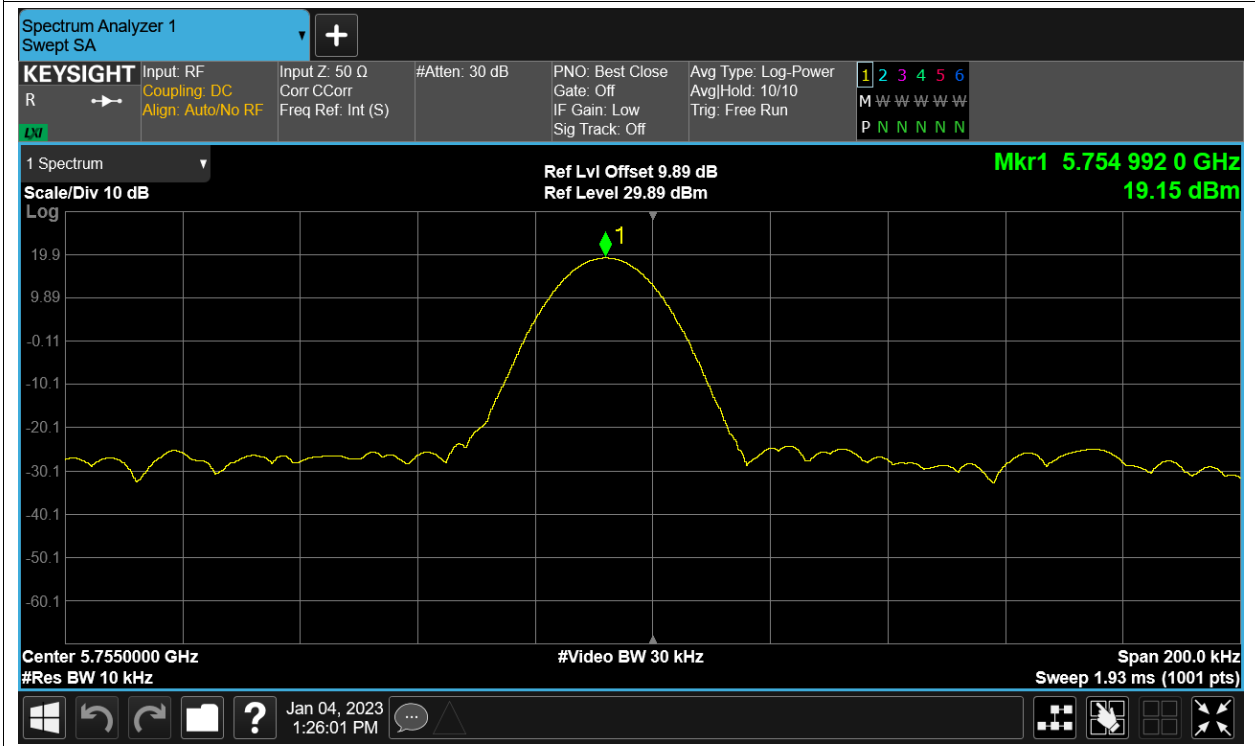 Spectrum Analyzer 1
Swept SA
KEYSIGHT
R
LXI
Input: RF
Coupling: DC
Align: Auto/No RF
Input Z: 50 Ω
Corr CCorr
Freq Ref: Int (S)
#Atten: 30 dB
PNO: Best Close
Gate: Off
IF Gain: Low
Sig Track: Off
Avg Type: Log-Power
Avg|Hold: 10/10
Trig: Free Run
1 2 3 4 5 6
M W W W W W
P N N N N N
1 Spectrum
Scale/Div 10 dB
Log
Ref Lvl Offset 9.89 dB
Ref Level 29.89 dBm
Mkr1 5.754 992 0 GHz
19.15 dBm
1
19.9
9.89
-0.11
-10.1
-20.1
-30.1
-40.1
-50.1
-60.1
Center 5.7550000 GHz
#Res BW 10 kHz
#Video BW 30 kHz
Span 200.0 kHz
Sweep 1.93 ms (1001 pts)
?
Jan 04, 2023
1:26:01 PM